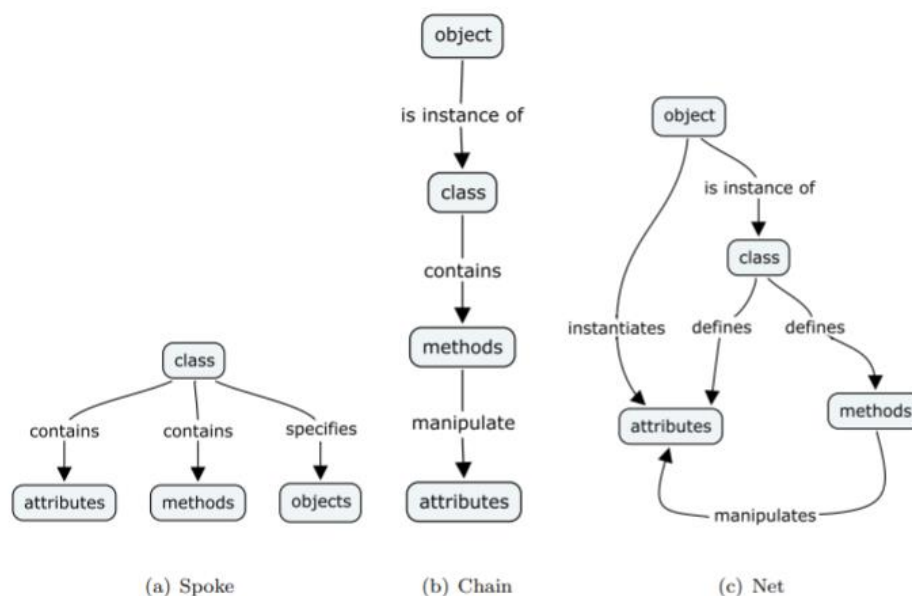 class
contains
contains
specifies
attributes
methods
objects
(a) Spoke
object
is instance of
class
contains
methods
manipulate
attributes
(b) Chain
object
is instance of
class
instantiates
defines
defines
attributes
methods
manipulates
(c) Net